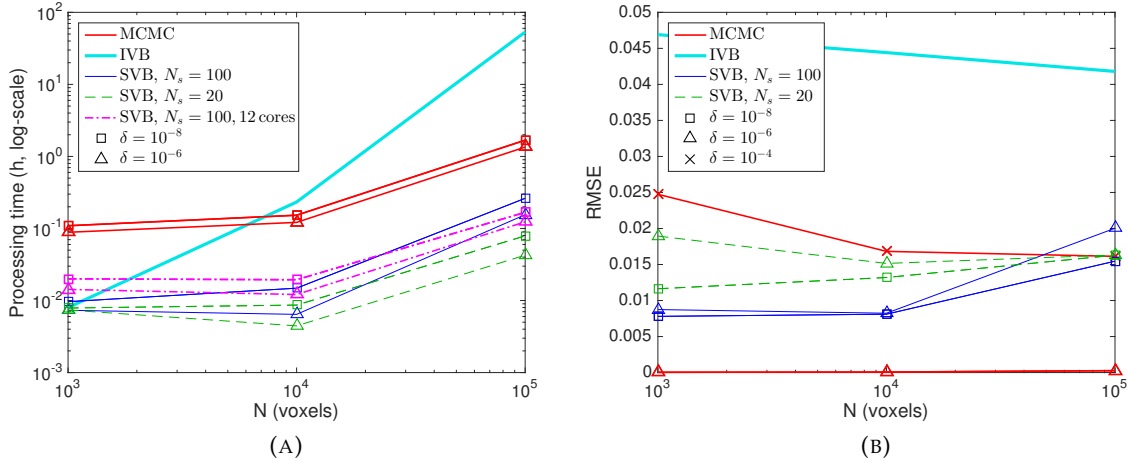 Processing time (h, log-scale)
10^2
10^1
10^0
10^{-1}
10^{-2}
10^{-3}
MCMC
IVB
SVB, N_s = 100
SVB, N_s = 20
SVB, N_s = 100, 12 cores
δ = 10^{-8}
δ = 10^{-6}
10^3
10^4
10^5
N (voxels)
(A)
RMSE
0.05
0.045
0.04
0.035
0.03
0.025
0.02
0.015
0.01
0.005
0
MCMC
IVB
SVB, N_s = 100
SVB, N_s = 20
δ = 10^{-8}
δ = 10^{-6}
δ = 10^{-4}
10^3
10^4
10^5
N (voxels)
(B)